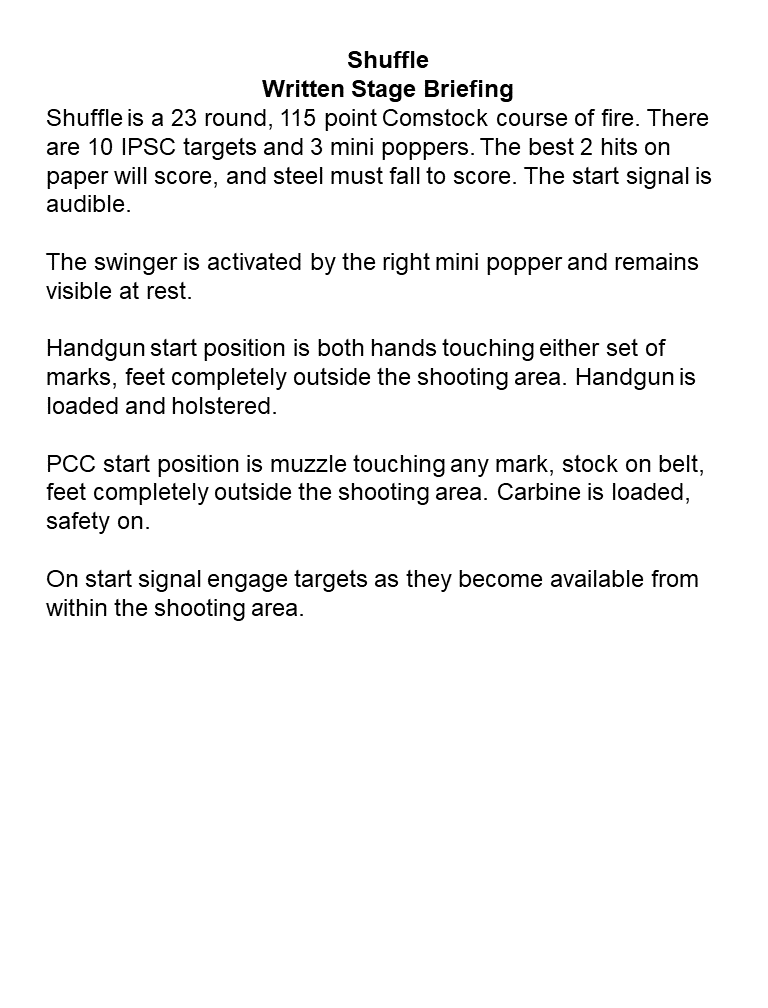 Shuffle
Written Stage Briefing
Shuffle is a 23 round, 115 point Comstock course of fire. There
are 10 IPSC targets and 3 mini poppers. The best 2 hits on
paper will score, and steel must fall to score. The start signal is
audible.
The swinger is activated by the right mini popper and remains
visible at rest.
Handgun start position is both hands touching either set of
marks, feet completely outside the shooting area. Handgun is
loaded and holstered.
PCC start position is muzzle touching any mark, stock on belt,
feet completely outside the shooting area. Carbine is loaded,
safety on.
On start signal engage targets as they become available from
within the shooting area.